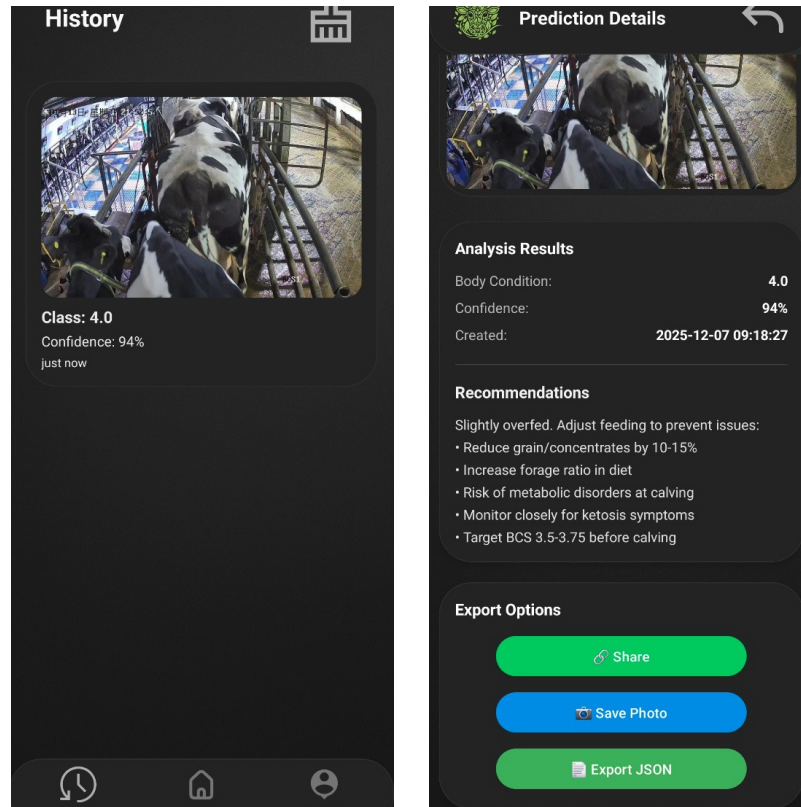 History
Class: 4.0
Confidence: 94%
just now
Prediction Details
Analysis Results
Body Condition: 4.0
Confidence: 94%
Created: 2025-12-07 09:18:27
Recommendations
Slightly overfed. Adjust feeding to prevent issues:
• Reduce grain/concentrates by 10-15%
• Increase forage ratio in diet
• Risk of metabolic disorders at calving
• Monitor closely for ketosis symptoms
• Target BCS 3.5-3.75 before calving
Export Options
🔗 Share
📷 Save Photo
📄 Export JSON